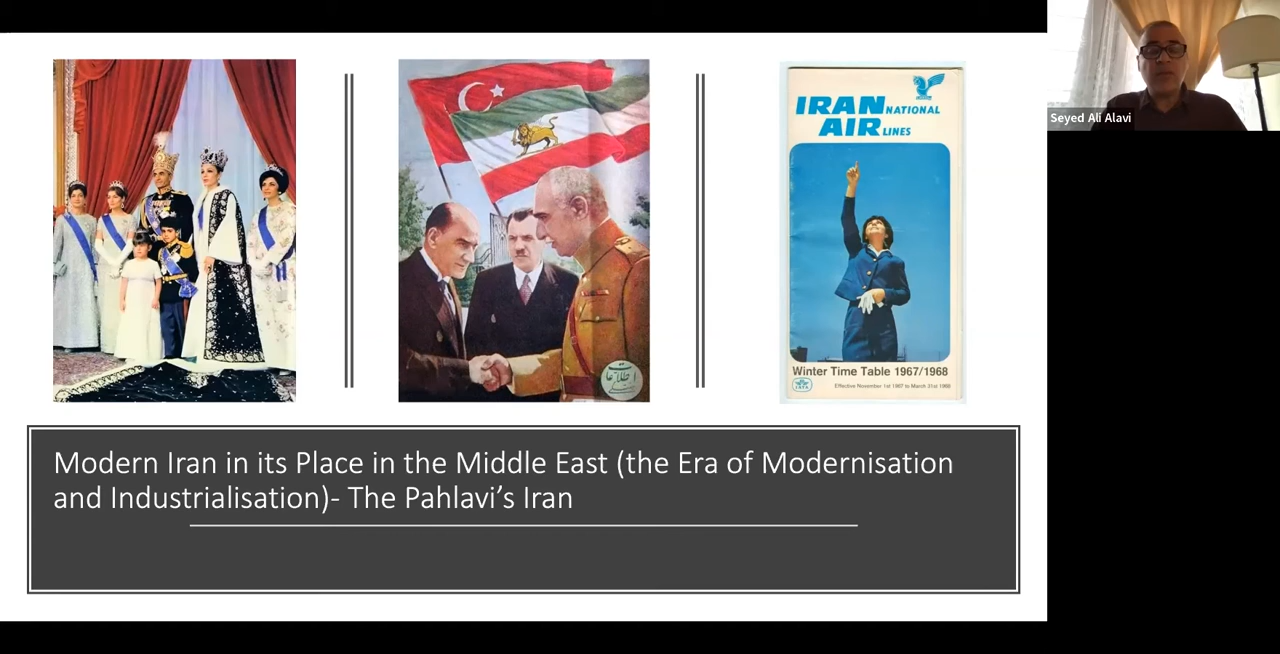 IRAN NATIONAL
AIR LINES
Winter Time Table 1967/1968
Effective November 1st 1967 to March 31st 1968
IATA
اطلاعات
Modern Iran in its Place in the Middle East (the Era of Modernisation
and Industrialisation)- The Pahlavi’s Iran
Seyed Ali Alavi